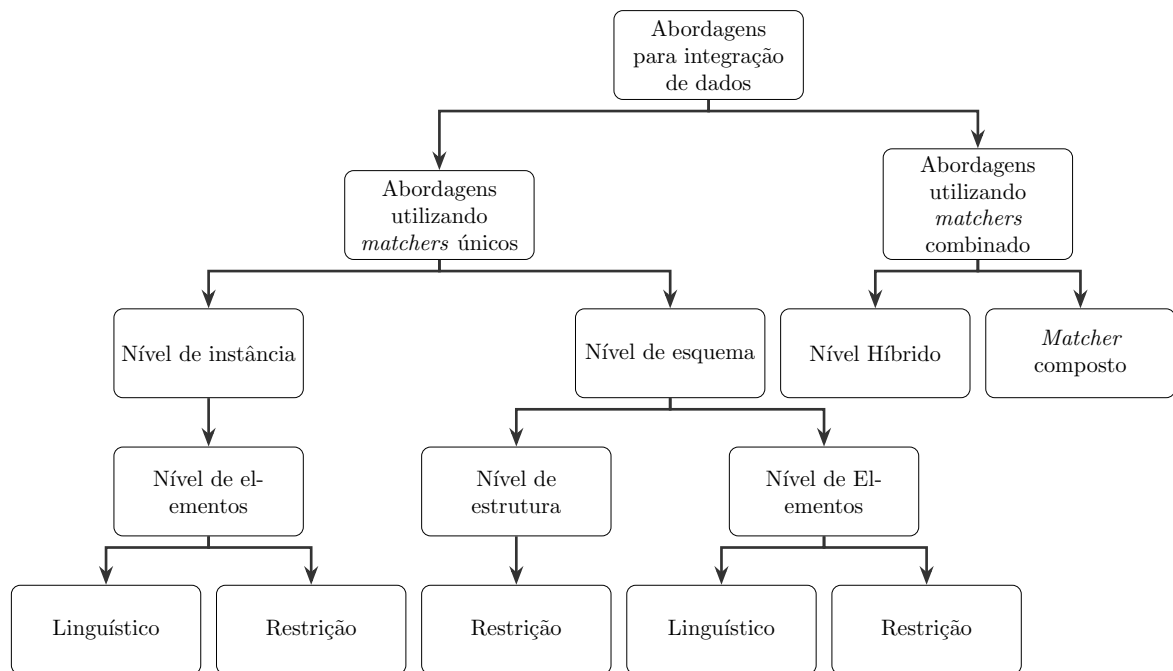 Abordagens
para integração
de dados
Abordagens
utilizando
matchers únicos
Abordagens
utilizando
matchers
combinado
Nível de instância
Nível de esquema
Nível Híbrido
Matcher
composto
Nível de el-
ementos
Nível de
estrutura
Nível de El-
ementos
Linguístico
Restrição
Restrição
Linguístico
Restrição